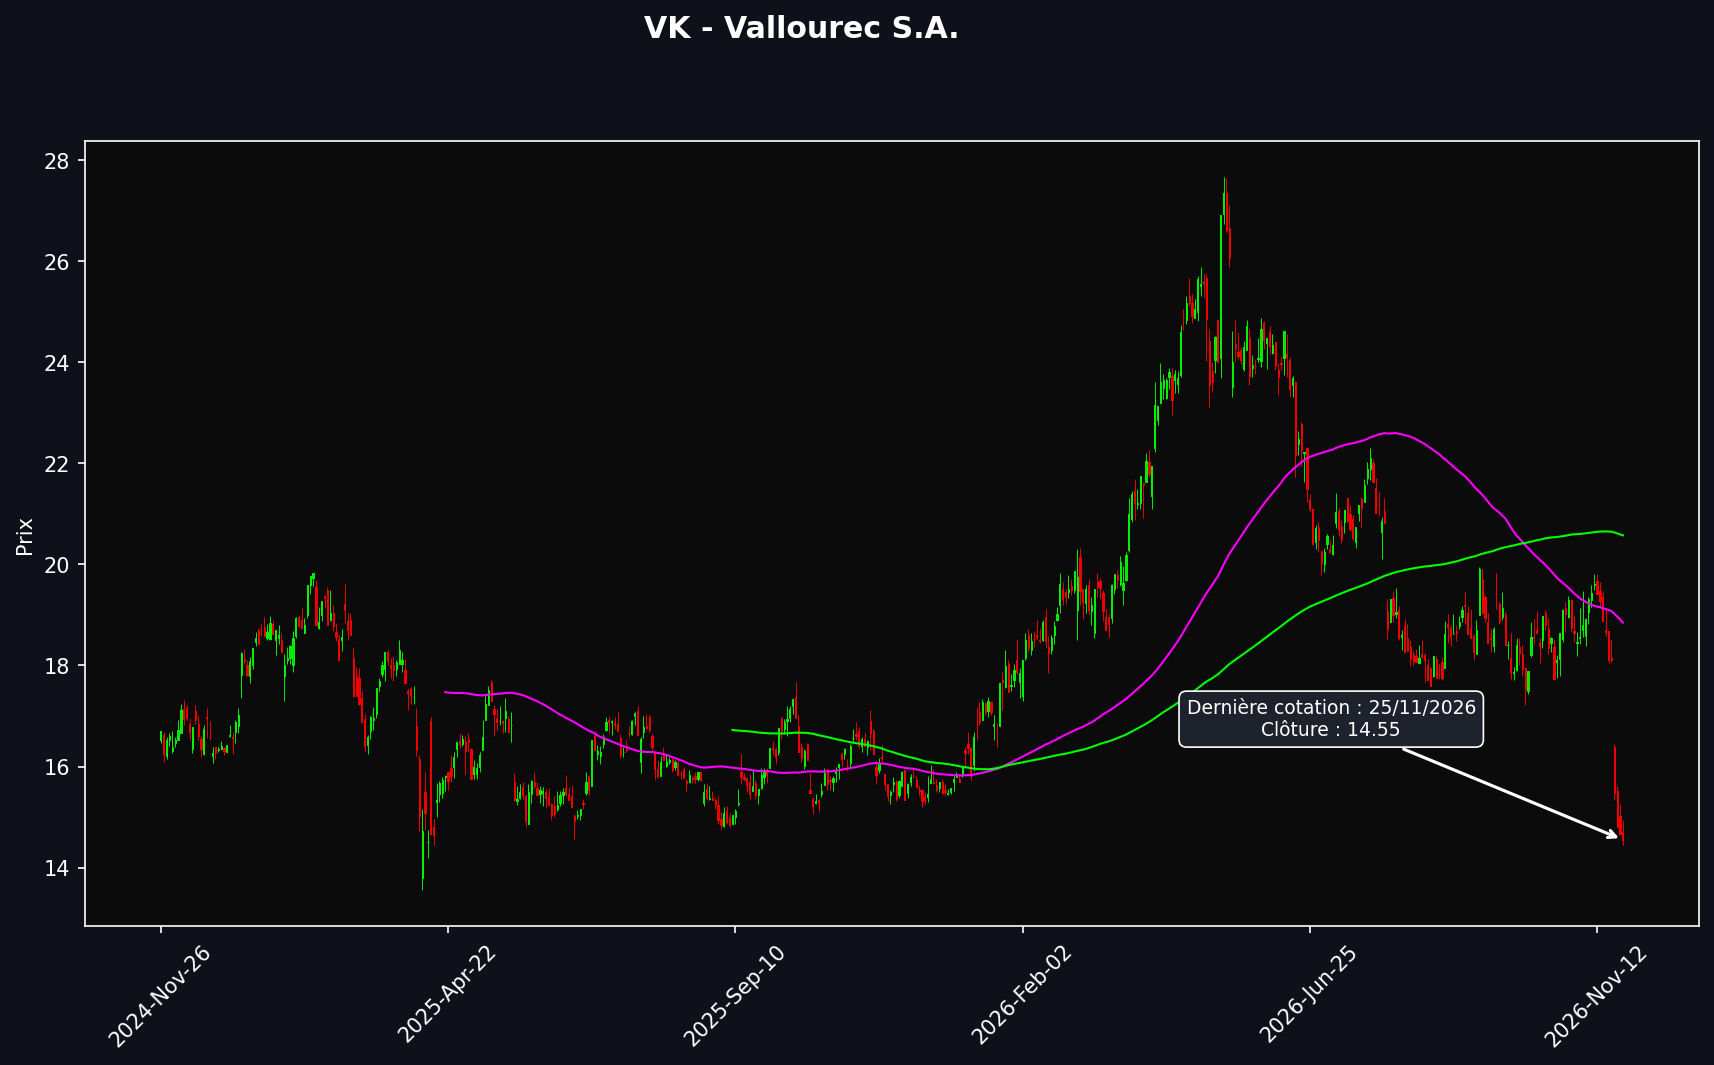 VK - Vallourec S.A.
Prix
28
26
24
22
20
18
16
14
Dernière cotation : 25/11/2026
Clôture : 14.55
2024-Nov-26
2025-Apr-22
2025-Sep-10
2026-Feb-02
2026-Jun-25
2026-Nov-12